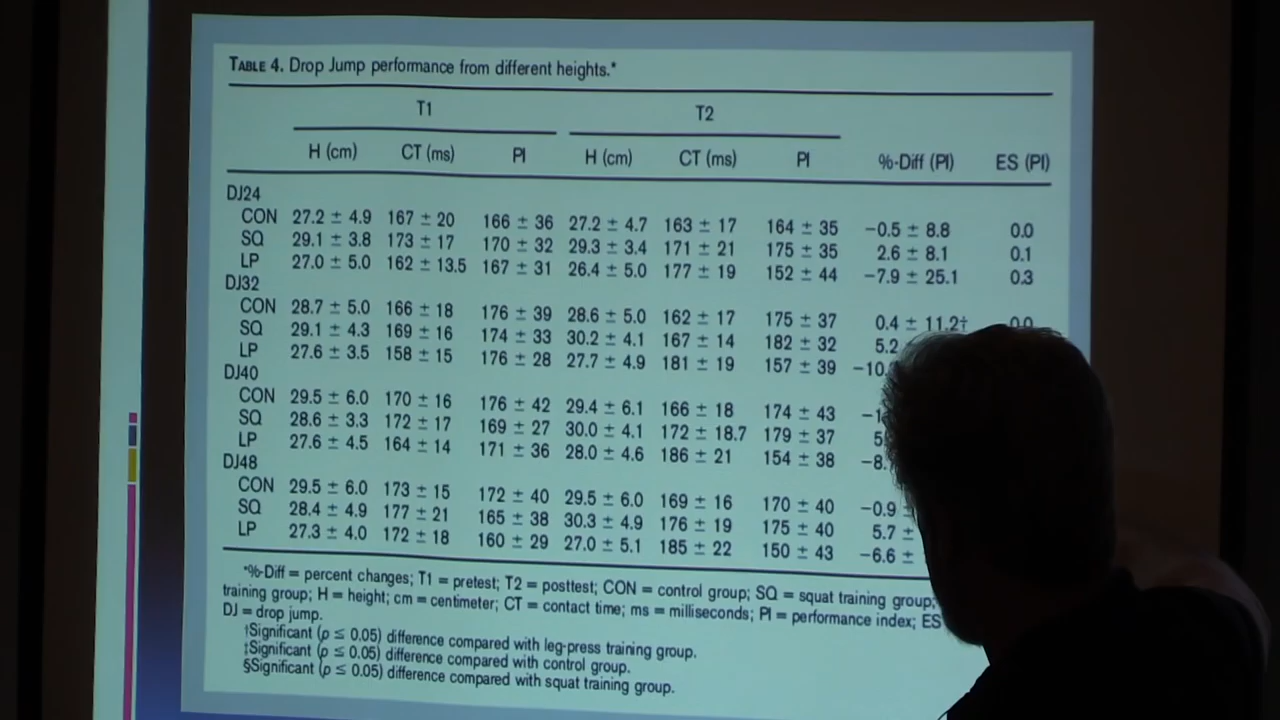 TABLE 4. Drop Jump performance from different heights.*
T1 T2
H (cm) CT (ms) PI H (cm) CT (ms) PI %-Diff (PI) ES (PI)
DJ24
CON 27.2 ± 4.9 167 ± 20 166 ± 36 27.2 ± 4.7 163 ± 17 164 ± 35 −0.5 ± 8.8 0.0
SQ 29.1 ± 3.8 173 ± 17 170 ± 32 29.3 ± 3.4 171 ± 21 175 ± 35 2.6 ± 8.1 0.1
LP 27.0 ± 5.0 162 ± 13.5 167 ± 31 26.4 ± 5.0 177 ± 19 152 ± 44 −7.9 ± 25.1 0.3
DJ32
CON 28.7 ± 5.0 166 ± 18 176 ± 39 28.6 ± 5.0 162 ± 17 175 ± 37 0.4 ± 11.2† 0.0
SQ 29.1 ± 4.3 169 ± 16 174 ± 33 30.2 ± 4.1 167 ± 14 182 ± 32 5.2
LP 27.6 ± 3.5 158 ± 15 176 ± 28 27.7 ± 4.9 181 ± 19 157 ± 39 −10.
DJ40
CON 29.5 ± 6.0 170 ± 16 176 ± 42 29.4 ± 6.1 166 ± 18 174 ± 43
SQ 28.6 ± 3.3 172 ± 17 169 ± 27 30.0 ± 4.1 172 ± 18.7 179 ± 37 5
LP 27.6 ± 4.5 164 ± 14 171 ± 36 28.0 ± 4.6 186 ± 21 154 ± 38 −8.
DJ48
CON 29.5 ± 6.0 173 ± 15 172 ± 40 29.5 ± 6.0 169 ± 16 170 ± 40 −0.9 ±
SQ 28.4 ± 4.9 177 ± 21 165 ± 38 30.3 ± 4.9 176 ± 19 175 ± 40 5.7 ±
LP 27.3 ± 4.0 172 ± 18 160 ± 29 27.0 ± 5.1 185 ± 22 150 ± 43 −6.6 ±
*%-Diff = percent changes; T1 = pretest; T2 = posttest; CON = control group; SQ = squat training group;
training group; H = height; cm = centimeter; CT = contact time; ms = milliseconds; PI = performance index; ES
DJ = drop jump.
†Significant (p ≤ 0.05) difference compared with leg-press training group.
‡Significant (p ≤ 0.05) difference compared with control group.
§Significant (p ≤ 0.05) difference compared with squat training group.